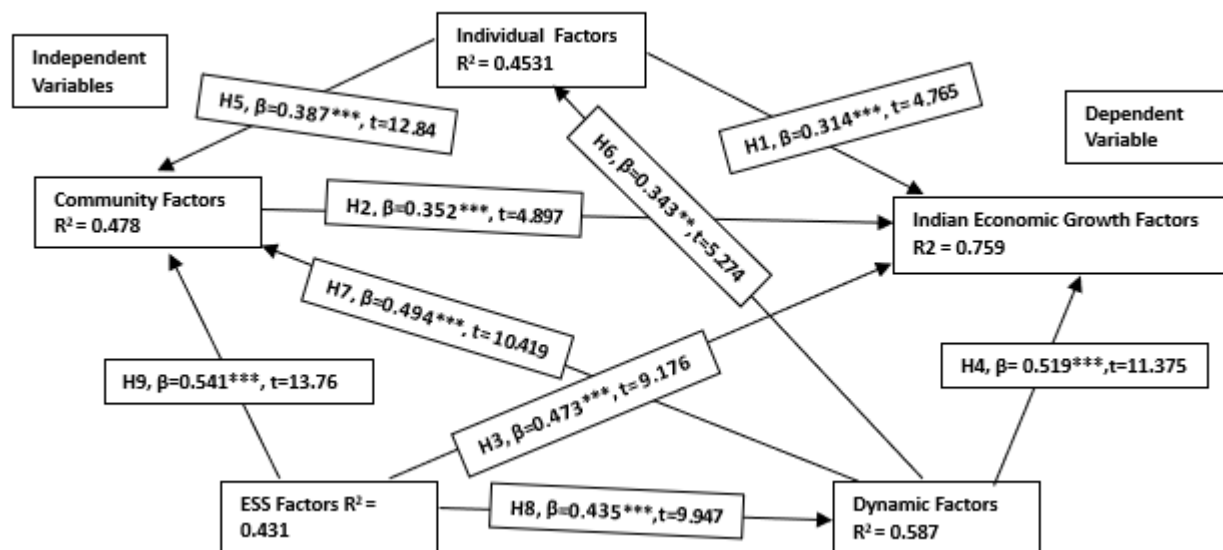 Individual Factors
R² = 0.4531
Independent
Variables
H5, β=0.387***, t=12.84
H1, β=0.314***, t= 4.765
Dependent
Variable
H6, β=0.343**, t=5.274
Community Factors
R² = 0.478
H2, β=0.352***, t=4.897
Indian Economic Growth Factors
R2 = 0.759
H7, β=0.494***, t= 10.419
H9, β=0.541***, t=13.76
H3, β=0.473***, t= 9.176
H4, β= 0.519***,t=11.375
ESS Factors R² =
0.431
H8, β=0.435***,t=9.947
Dynamic Factors
R² = 0.587